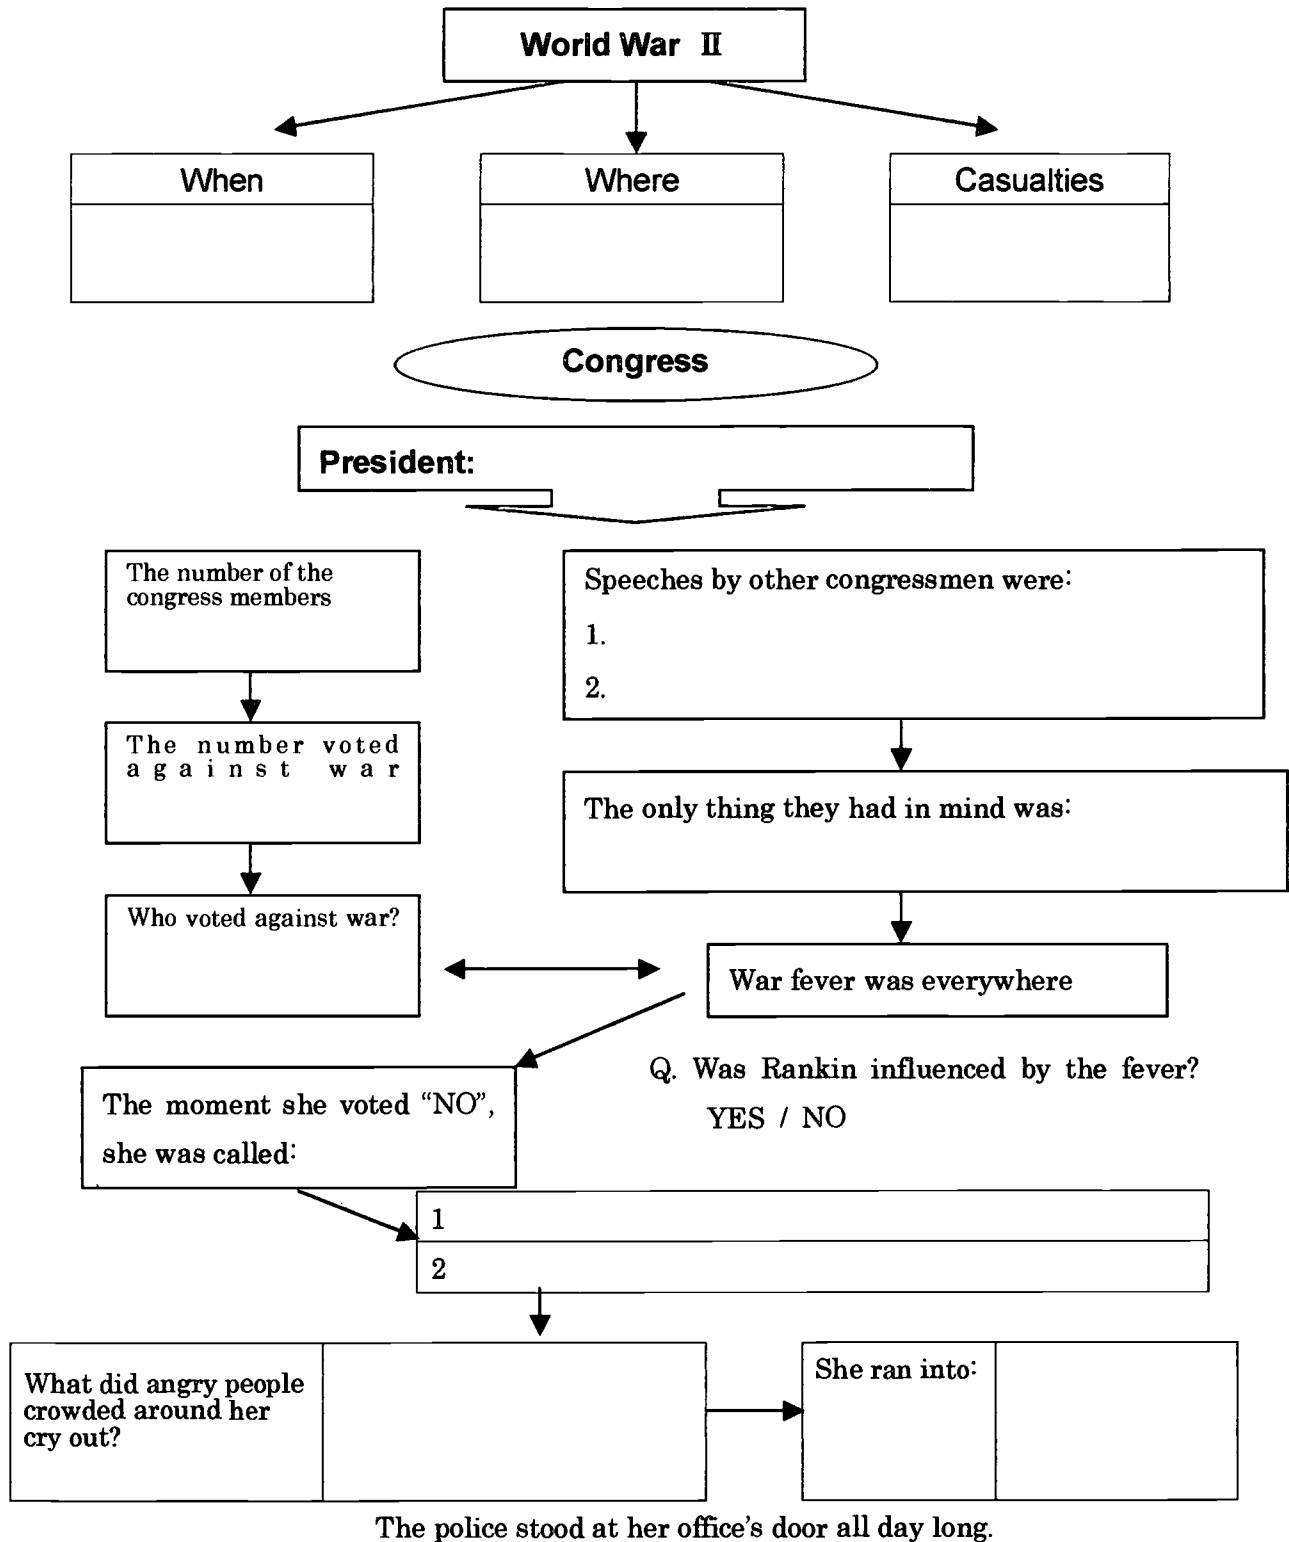 World War Ⅱ
When
Where
Casualties
Congress
President:
The number of the
congress members
Speeches by other congressmen were:
1.
2.
The number voted
against war
The only thing they had in mind was:
Who voted against war?
War fever was everywhere
Q. Was Rankin influenced by the fever?
YES / NO
The moment she voted “NO”,
she was called:
1
2
What did angry people
crowded around her
cry out?
She ran into:
The police stood at her office’s door all day long.